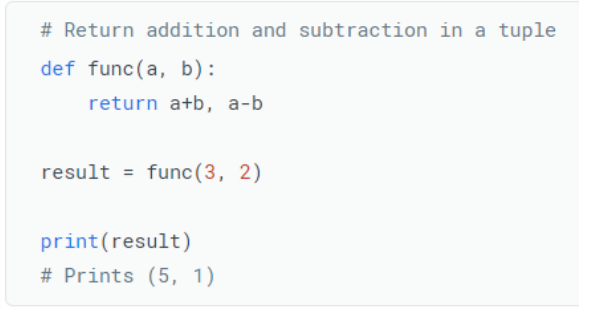 # Return addition and subtraction in a tuple
def func(a, b):
    return a+b, a-b
result = func(3, 2)
print(result)
# Prints (5, 1)